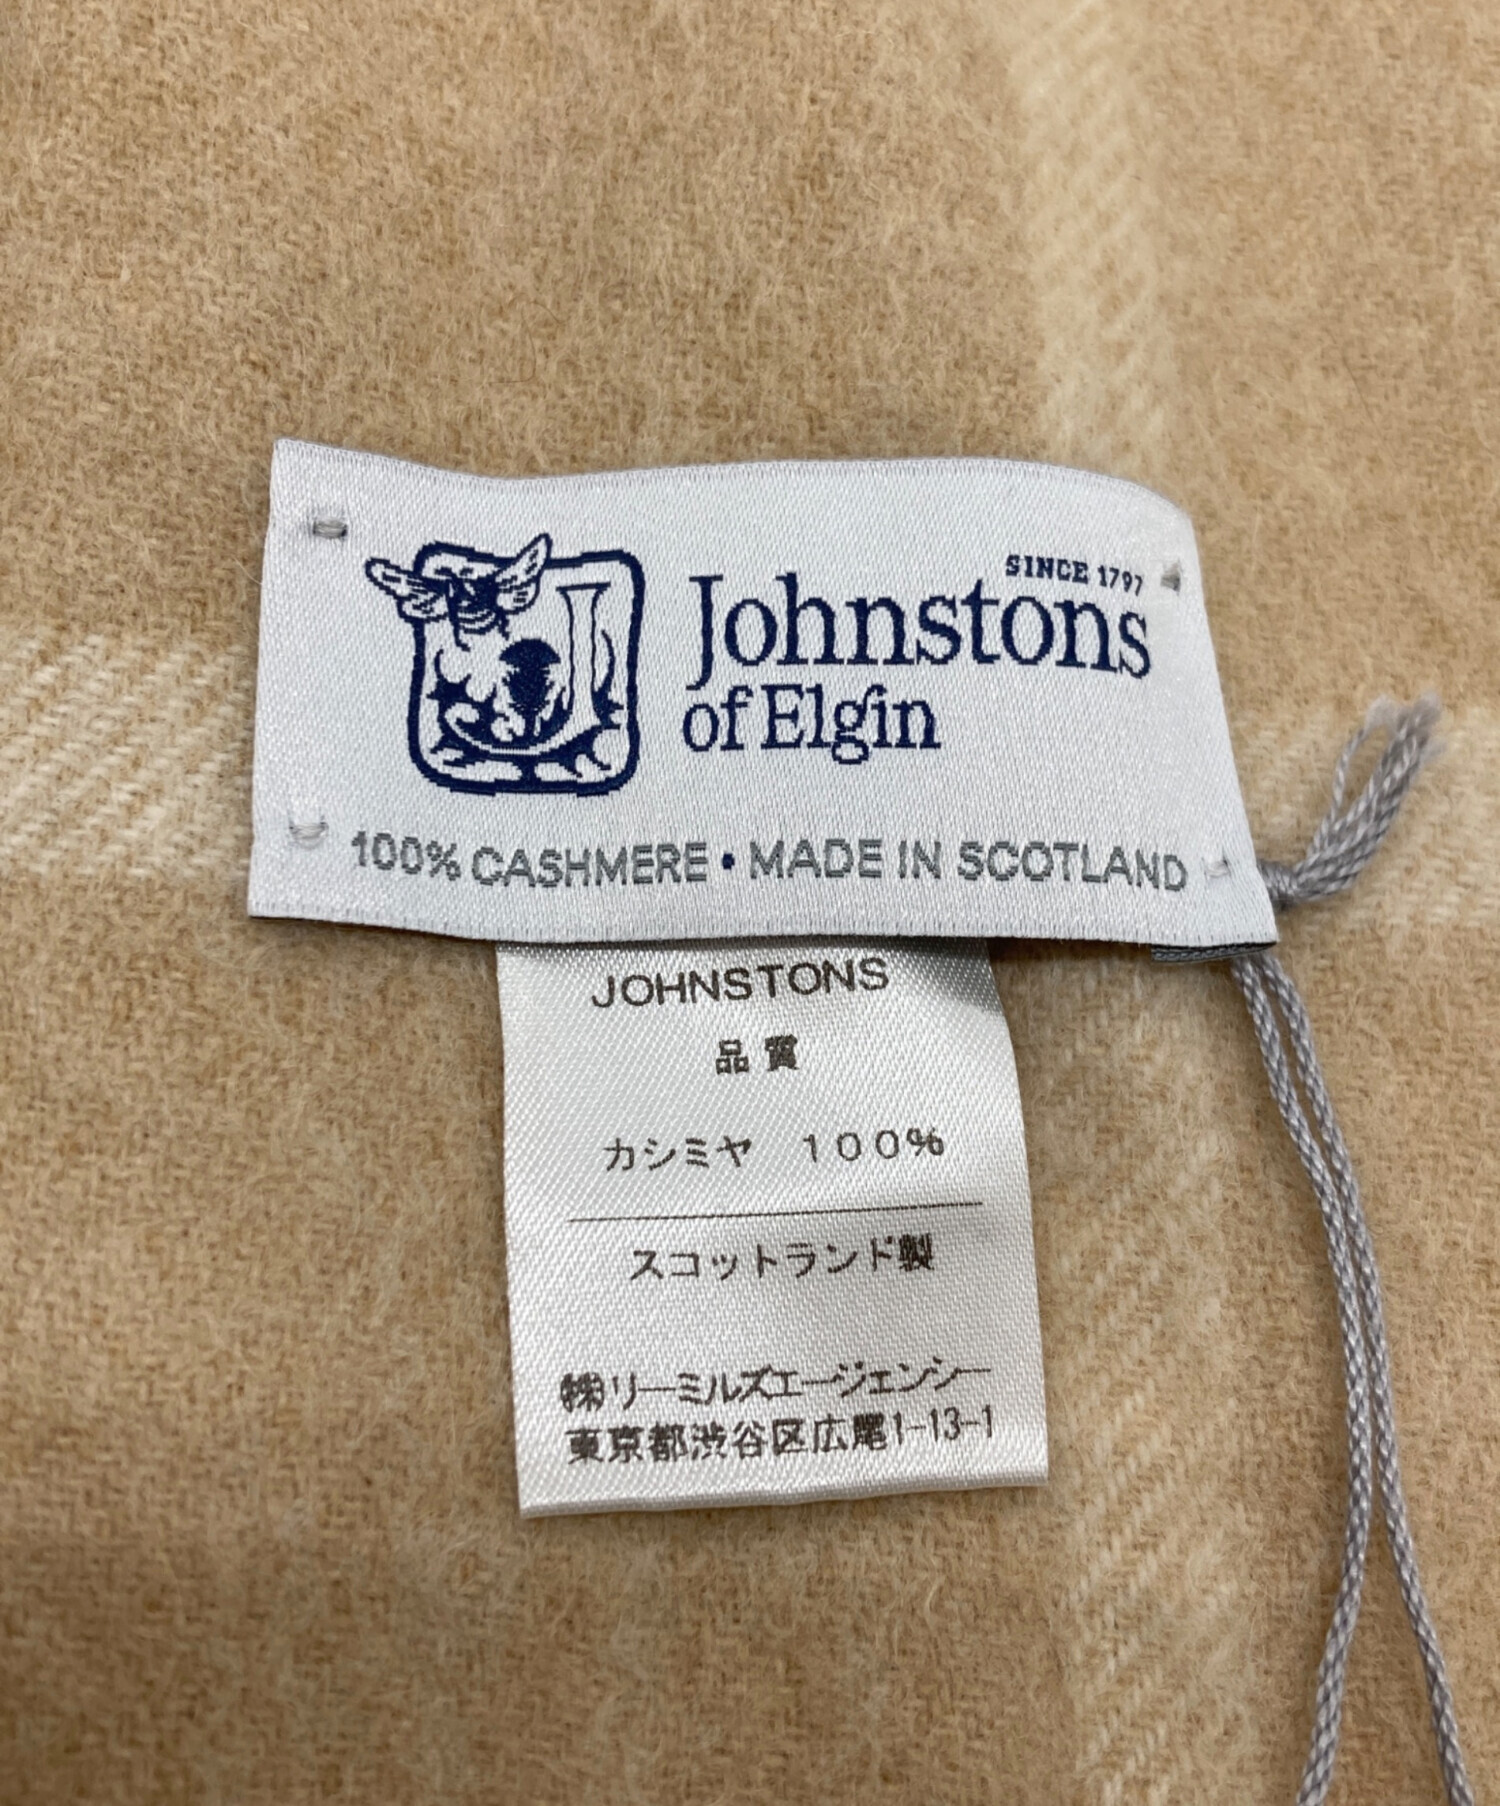 SINCE 1797
Johnstons
of Elgin
100% CASHMERE • MADE IN SCOTLAND
JOHNSTONS
品質
カシミヤ　100%
スコットランド製
㈱リーミルズエージェンシー
東京都渋谷区広尾1-13-1